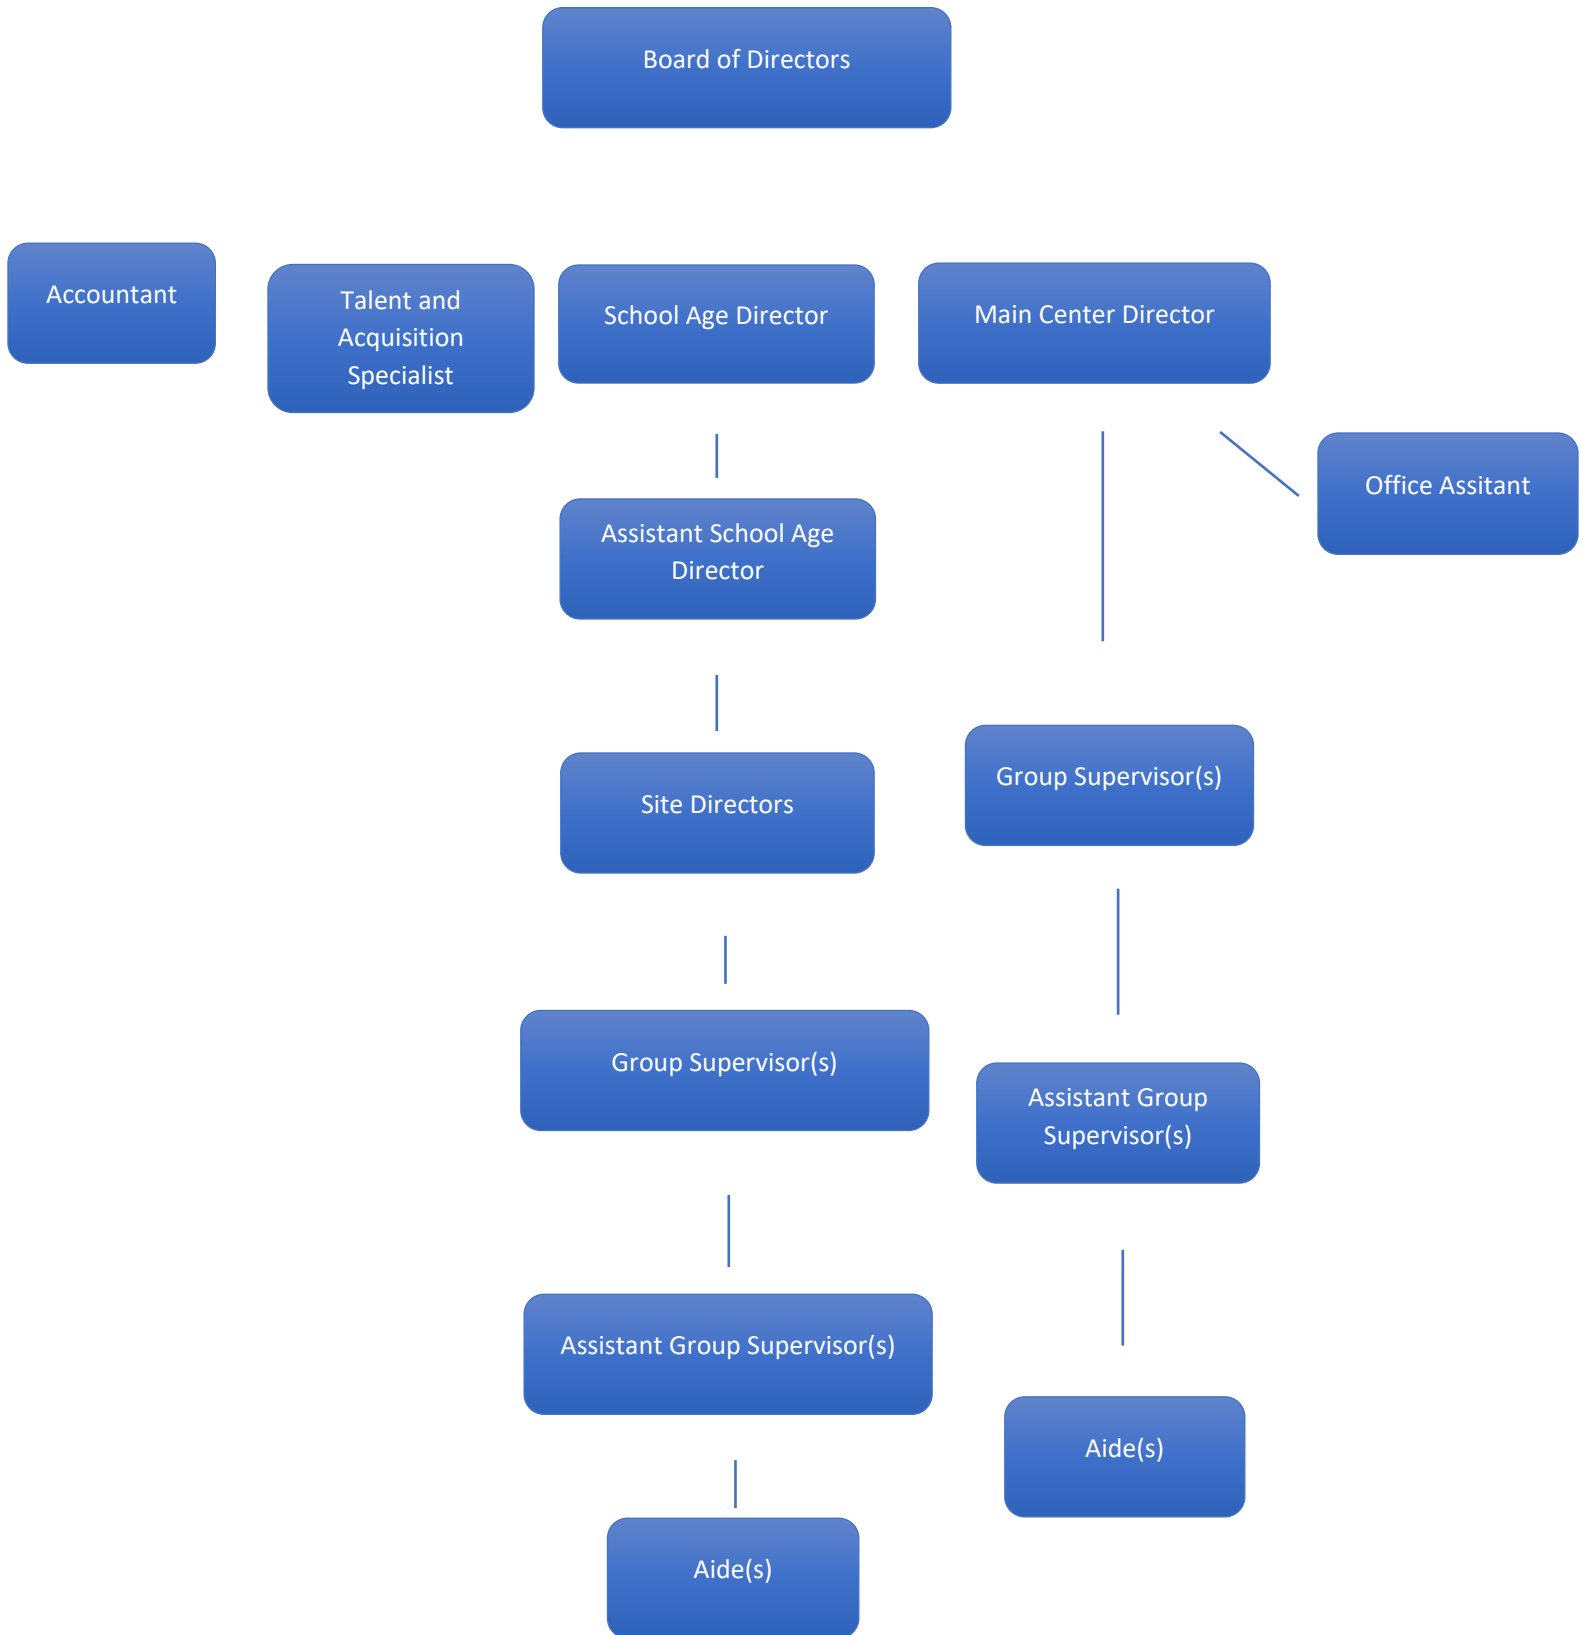 Board of Directors
Accountant
Talent and
Acquisition
Specialist
School Age Director
Main Center Director
Office Assitant
Assistant School Age
Director
Site Directors
Group Supervisor(s)
Group Supervisor(s)
Assistant Group
Supervisor(s)
Assistant Group Supervisor(s)
Aide(s)
Aide(s)